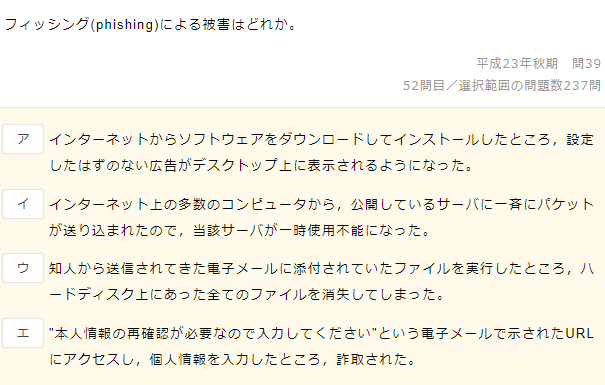 フィッシング(phishing)による被害はどれか。
平成23年秋期　問39
52問目／選択範囲の問題数237問
ア
インターネットからソフトウェアをダウンロードしてインストールしたところ，設定
したはずのない広告がデスクトップ上に表示されるようになった。
イ
インターネット上の多数のコンピュータから，公開しているサーバに一斉にパケット
が送り込まれたので，当該サーバが一時使用不能になった。
ウ
知人から送信されてきた電子メールに添付されていたファイルを実行したところ，ハ
ードディスク上にあった全てのファイルを消失してしまった。
エ
"本人情報の再確認が必要なので入力してください"という電子メールで示されたURL
にアクセスし，個人情報を入力したところ，詐取された。